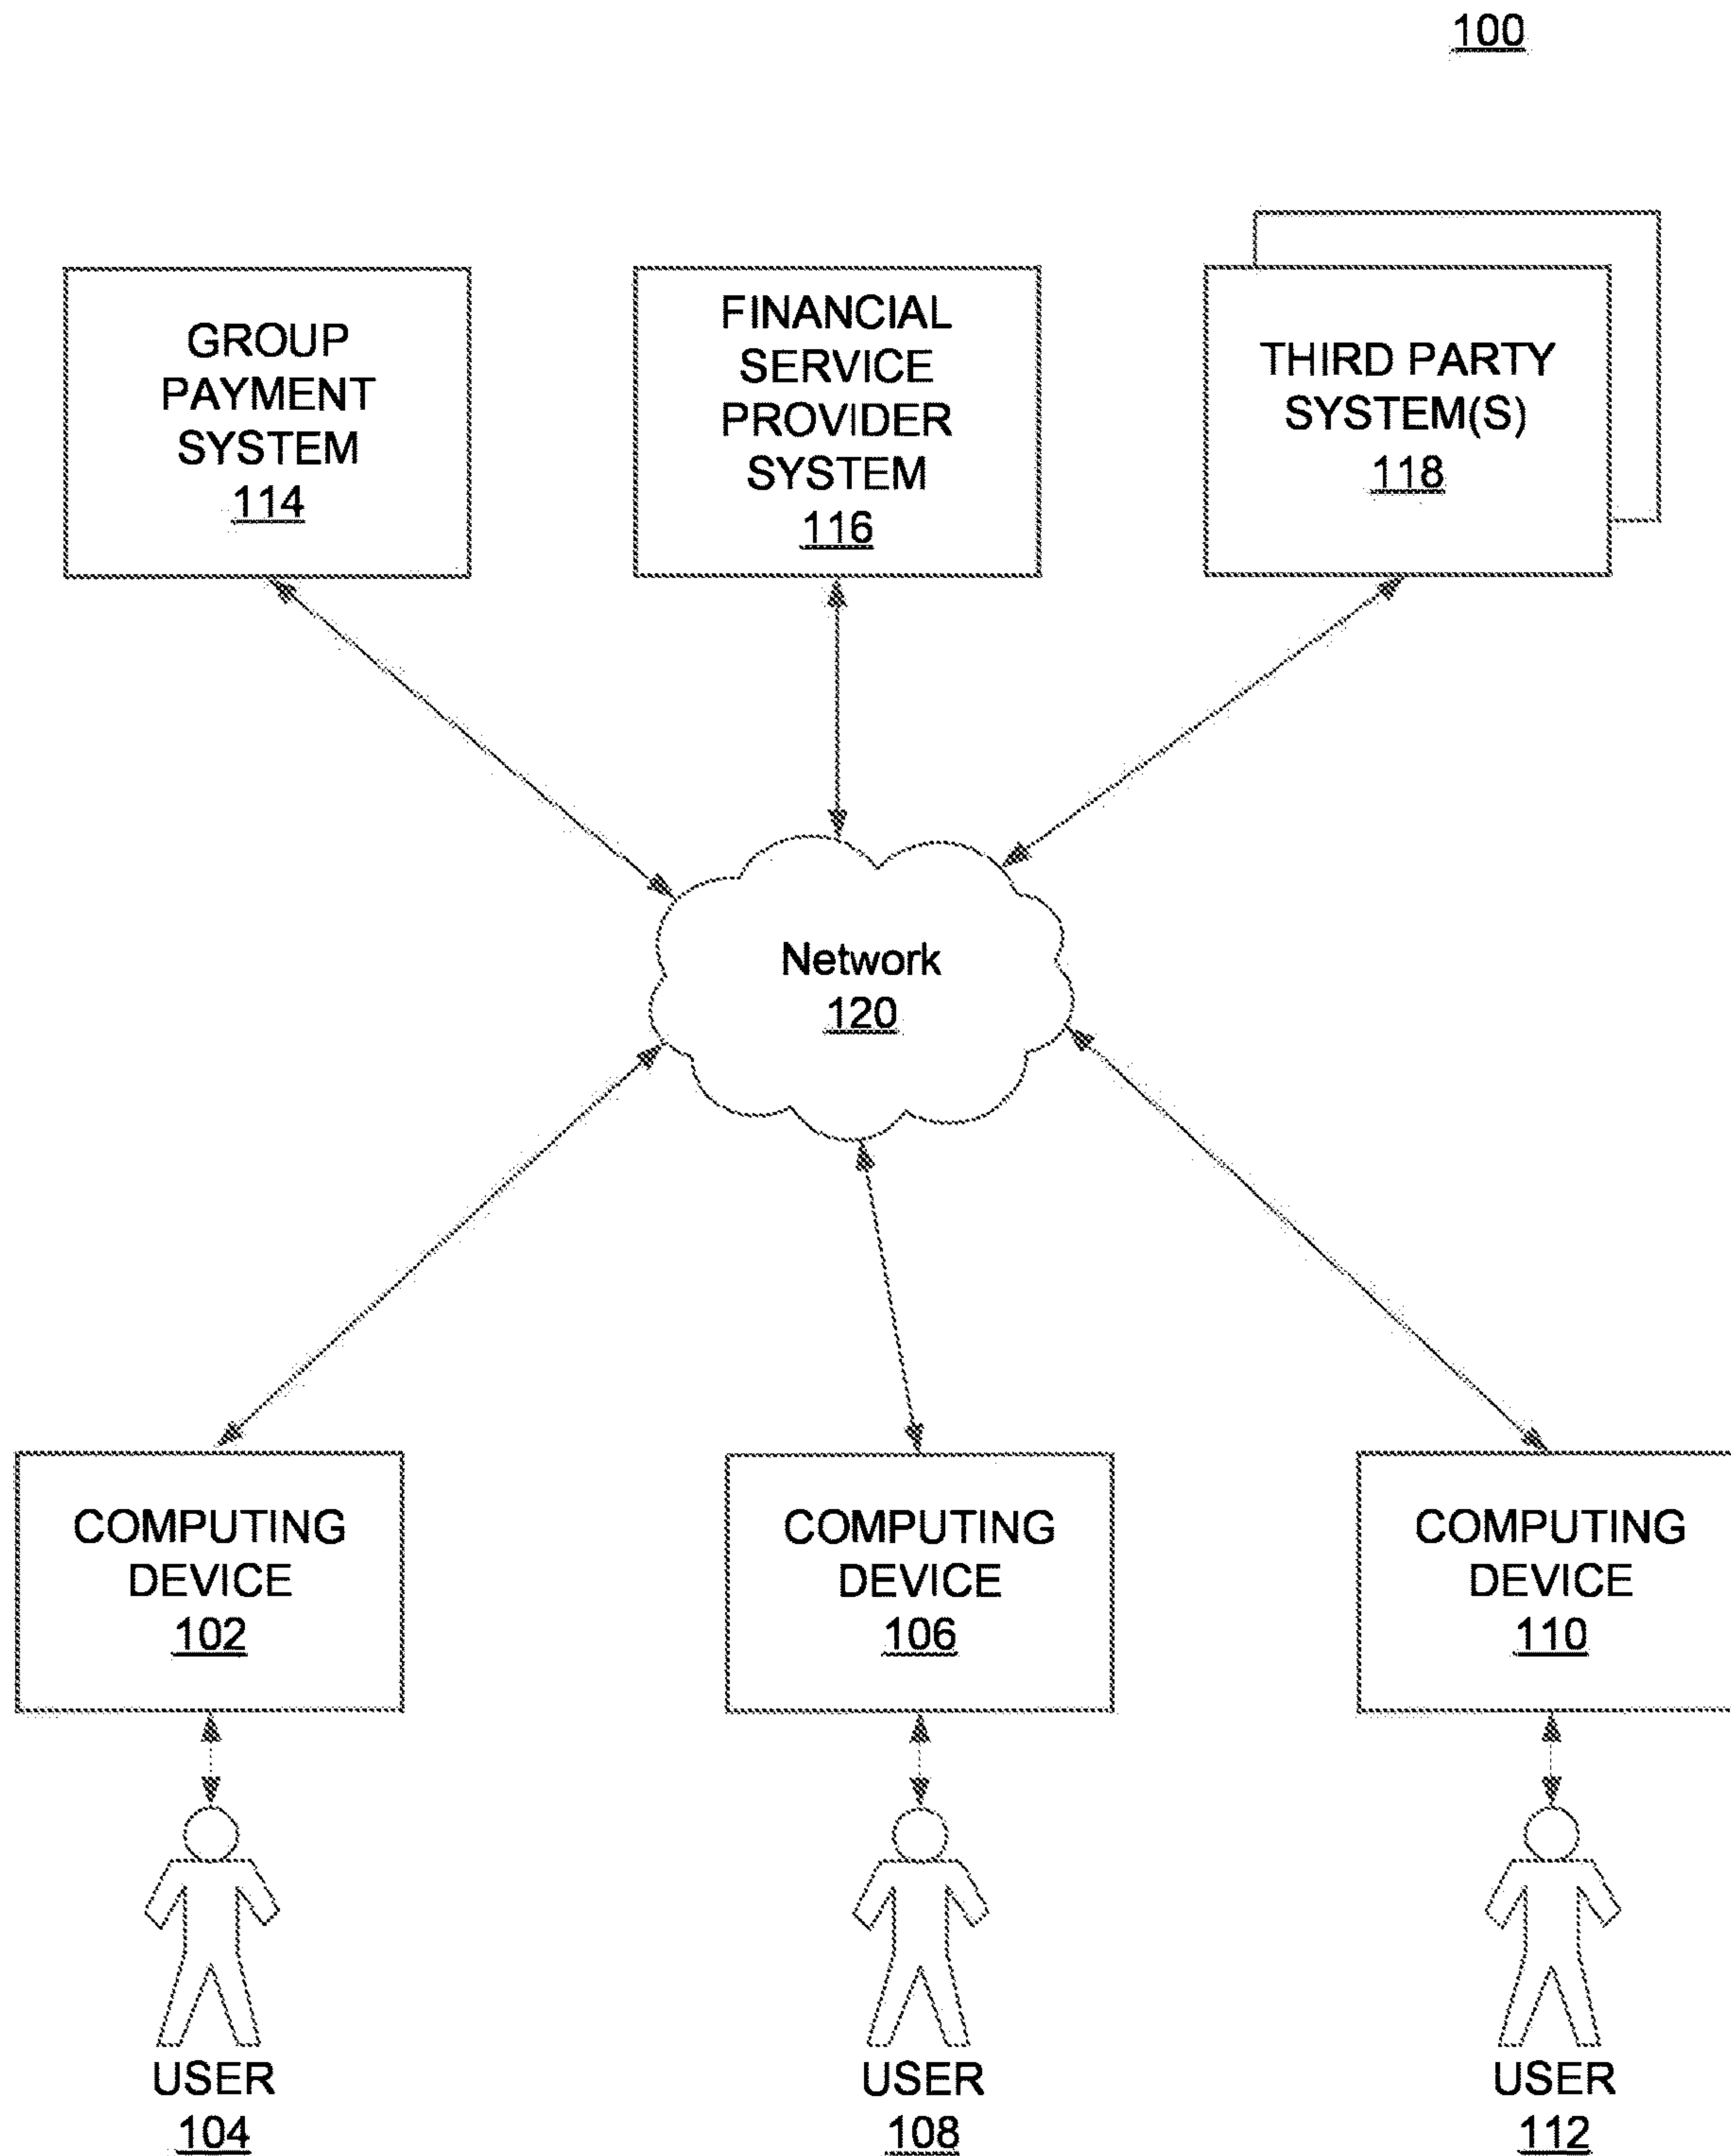 100
GROUP
PAYMENT
SYSTEM
114
FINANCIAL
SERVICE
PROVIDER
SYSTEM
116
THIRD PARTY
SYSTEM(S)
118
Network
120
COMPUTING
DEVICE
102
COMPUTING
DEVICE
106
COMPUTING
DEVICE
110
USER
104
USER
108
USER
112